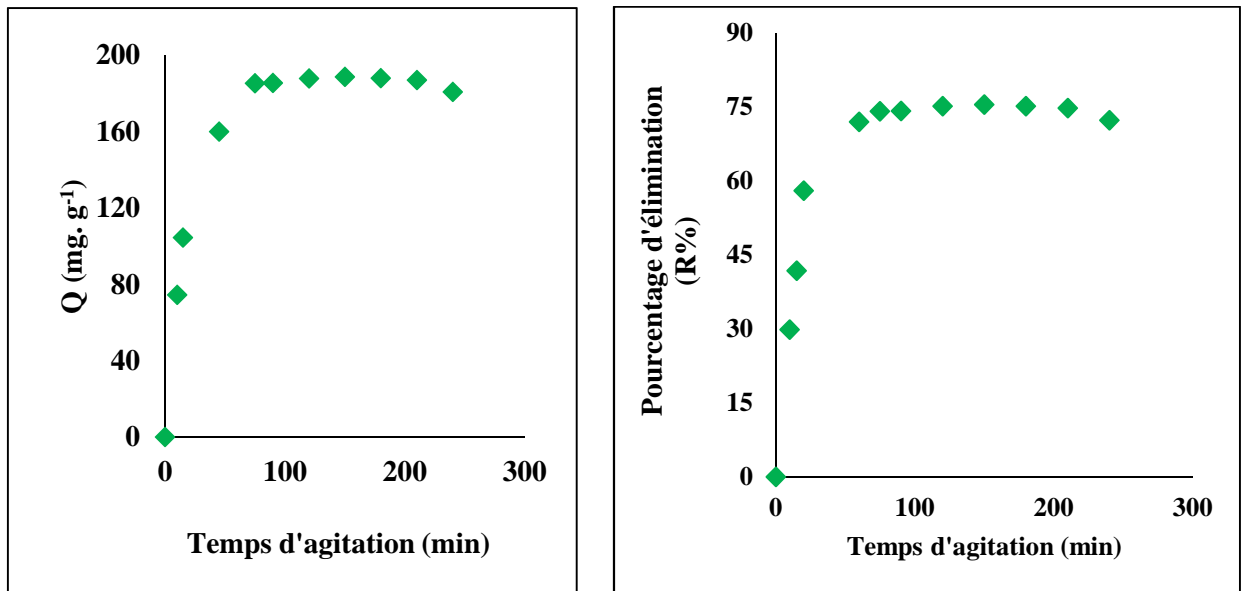 200
160
120
80
40
0
Q (mg. g-1)
0 100 200 300
Temps d'agitation (min)
90
75
60
45
30
15
0
Pourcentage d'élimination
(R%)
0 100 200 300
Temps d'agitation (min)